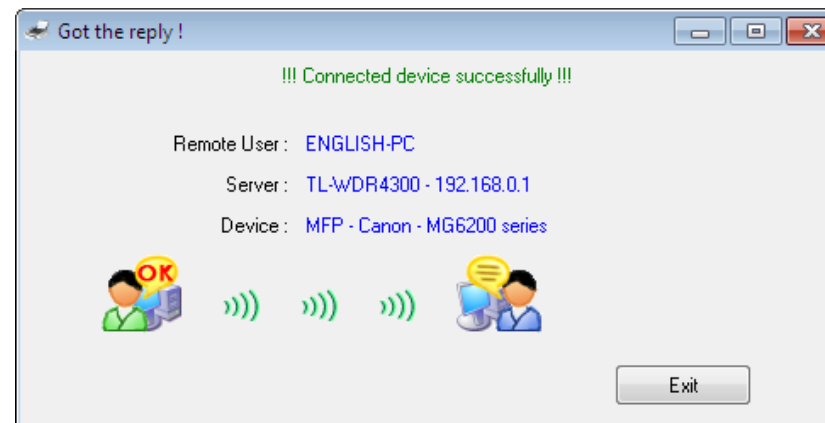 Got the reply !
!!! Connected device successfully !!!
Remote User : ENGLISH-PC
Server : TL-WDR4300 - 192.168.0.1
Device : MFP - Canon - MG6200 series
OK
Exit